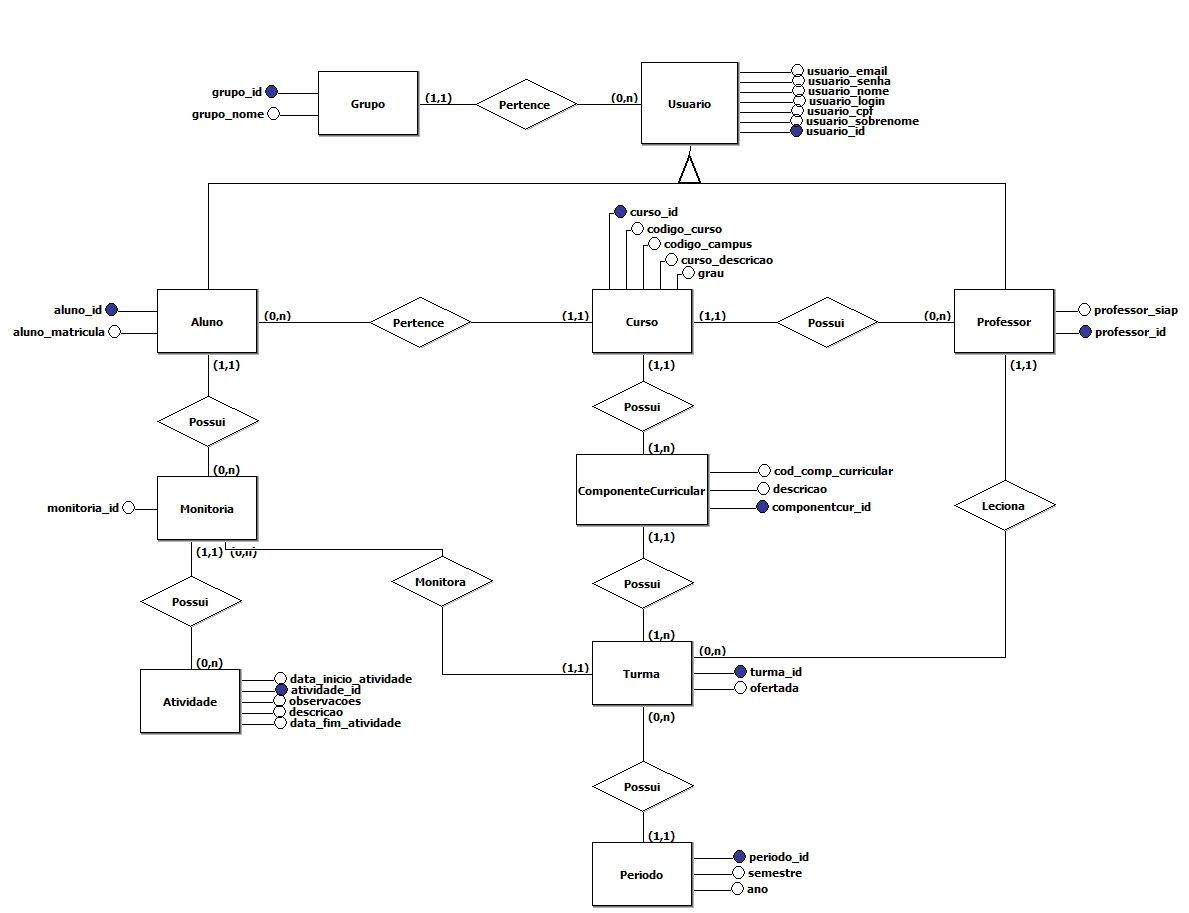 grupo_id
grupo_nome
Grupo
(1,1)
Pertence
(0,n)
Usuario
usuario_email
usuario_senha
usuario_nome
usuario_login
usuario_cpf
usuario_sobrenome
usuario_id
curso_id
codigo_curso
codigo_campus
curso_descricao
grau
aluno_id
aluno_matricula
Aluno
(0,n)
Pertence
(1,1)
Curso
(1,1)
Possui
(0,n)
Professor
professor_siap
professor_id
(1,1)
(1,1)
(1,1)
Possui
Possui
(0,n)
(1,n)
monitoria_id
Monitoria
ComponenteCurricular
cod_comp_curricular
descricao
componentcur_id
Leciona
(1,1)
(0,n)
(1,1)
Possui
Monitora
Possui
(0,n)
(1,1)
(1,n)
(0,n)
Atividade
data_inicio_atividade
atividade_id
observacoes
descricao
data_fim_atividade
Turma
turma_id
ofertada
(0,n)
Possui
(1,1)
Periodo
periodo_id
semestre
ano